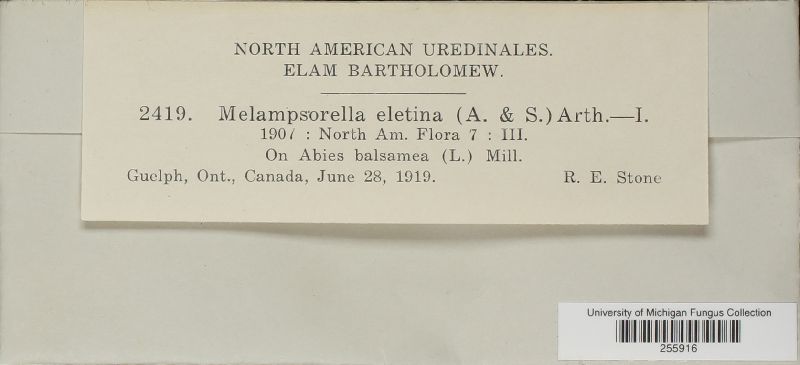 NORTH AMERICAN UREDINALES.
ELAM BARTHOLOMEW.
2419. Melampsorella eletina (A. & S.) Arth.—I.
1907 : North Am. Flora 7 : III.
On Abies balsamea (L.) Mill.
Guelph, Ont., Canada, June 28, 1919. R. E. Stone
University of Michigan Fungus Collection
255916